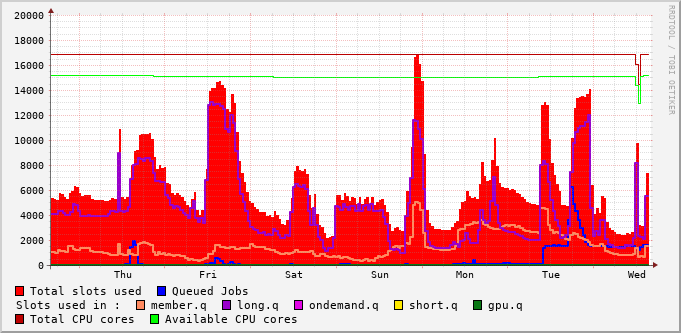 20000
18000
16000
14000
12000
10000
8000
6000
4000
2000
0
Thu Fri Sat Sun Mon Tue Wed
Total slots used Queued Jobs
Slots used in : member.q long.q ondemand.q short.q gpu.q
Total CPU cores Available CPU cores
RRDTOOL / TOBI OETIKER